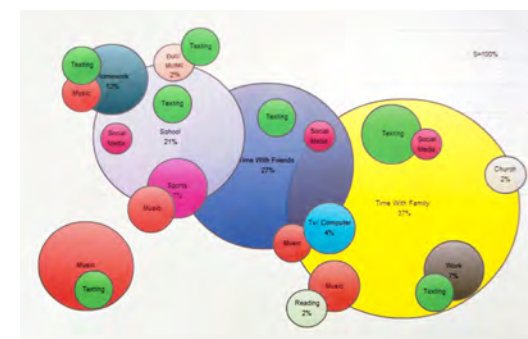 Texting
Texting
2%
S=100%
Homework
12%
Music
Texting
Texting
Social
Media
Texting
School
21%
Social
Media
Social
Media
Time With Friends
27%
Church
2%
Sports
Music
Time With Family
37%
Tv/ Computer
4%
Music
Music
Texting
Music
Work
7%
Texting
Reading
2%